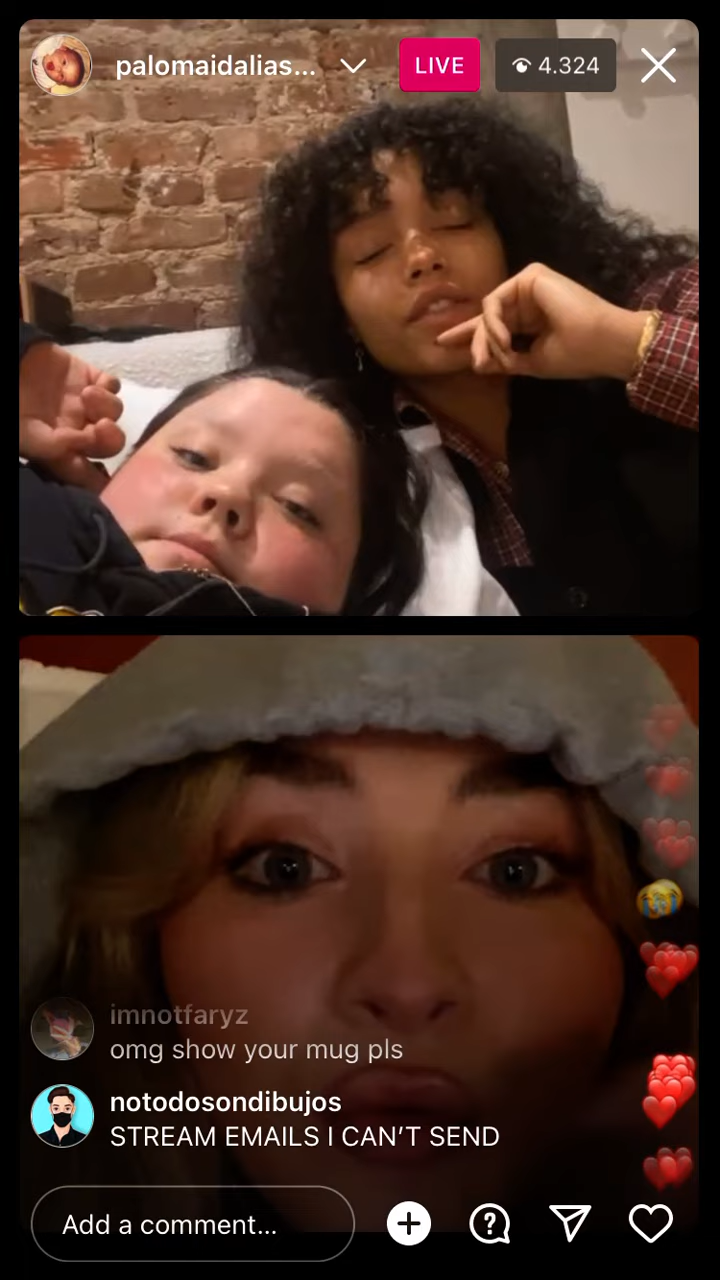 palomaidalias...
LIVE
4.324
imnotfaryz
omg show your mug pls
notodosondibujos
STREAM EMAILS I CAN’T SEND
Add a comment...